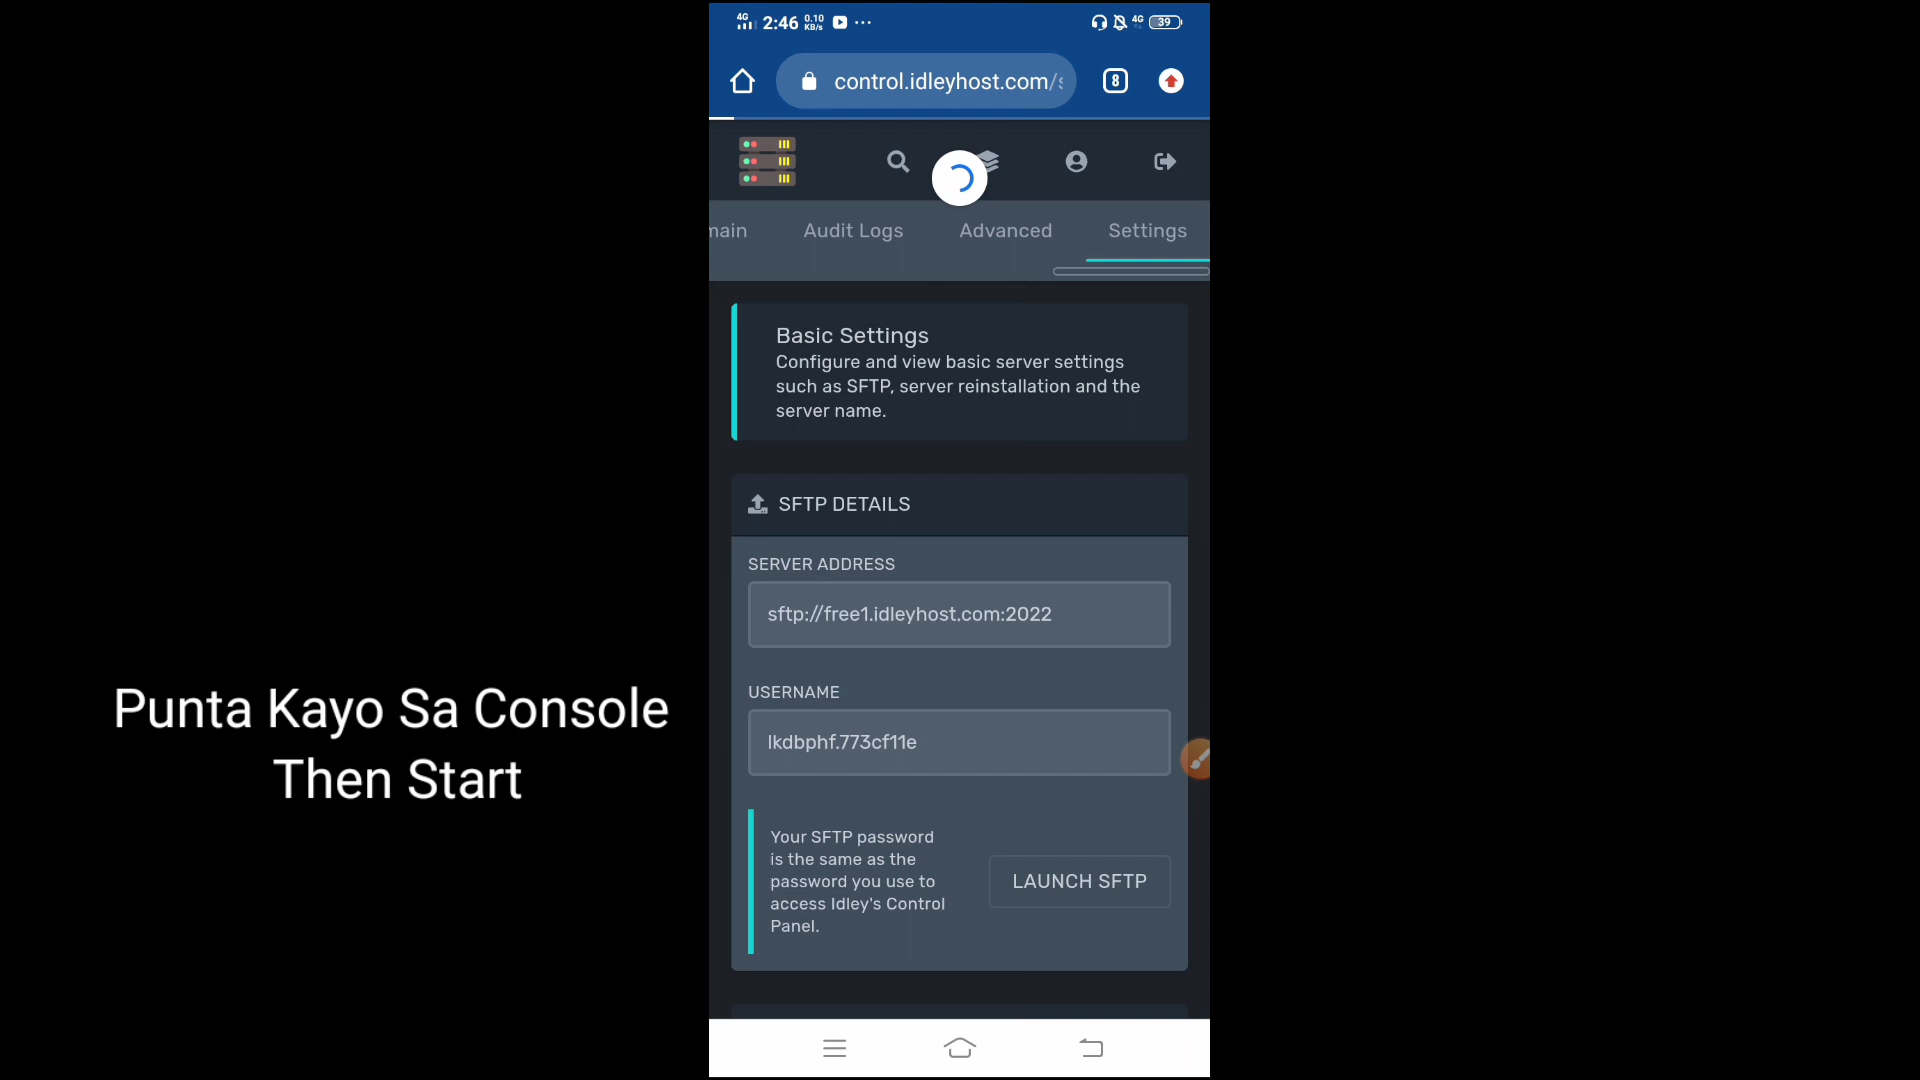 4G 2:46 0.10 KB/s ... 4G 39
control.idleyhost.com/s
8
main Audit Logs Advanced Settings
Basic Settings
Configure and view basic server settings
such as SFTP, server reinstallation and the
server name.
SFTP DETAILS
SERVER ADDRESS
sftp://free1.idleyhost.com:2022
USERNAME
lkdbphf.773cf11e
Your SFTP password
is the same as the
password you use to
access Idley's Control
Panel.
LAUNCH SFTP
Punta Kayo Sa Console
Then Start